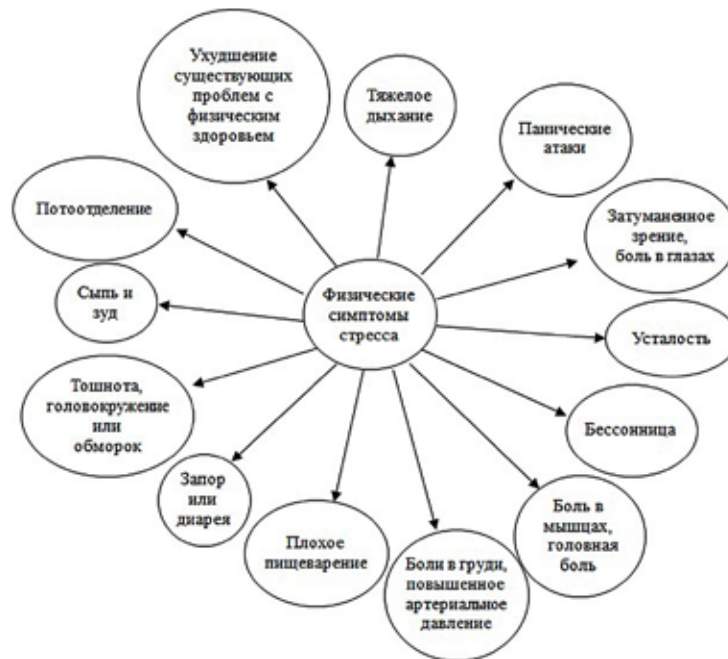 Ухудшение
существующих
проблем с
физическим
здоровьем
Тяжелое
дыхание
Панические
атаки
Потоотделение
Затуманенное
зрение,
боль в глазах
Сыпь и
зуд
Физические
симптомы
стресса
Усталость
Тошнота,
головокружение
или
обморок
Бессонница
Запор
или
диарея
Плохое
пищеварение
Боли в груди,
повышенное
артериальное
давление
Боль в
мышцах,
головная
боль